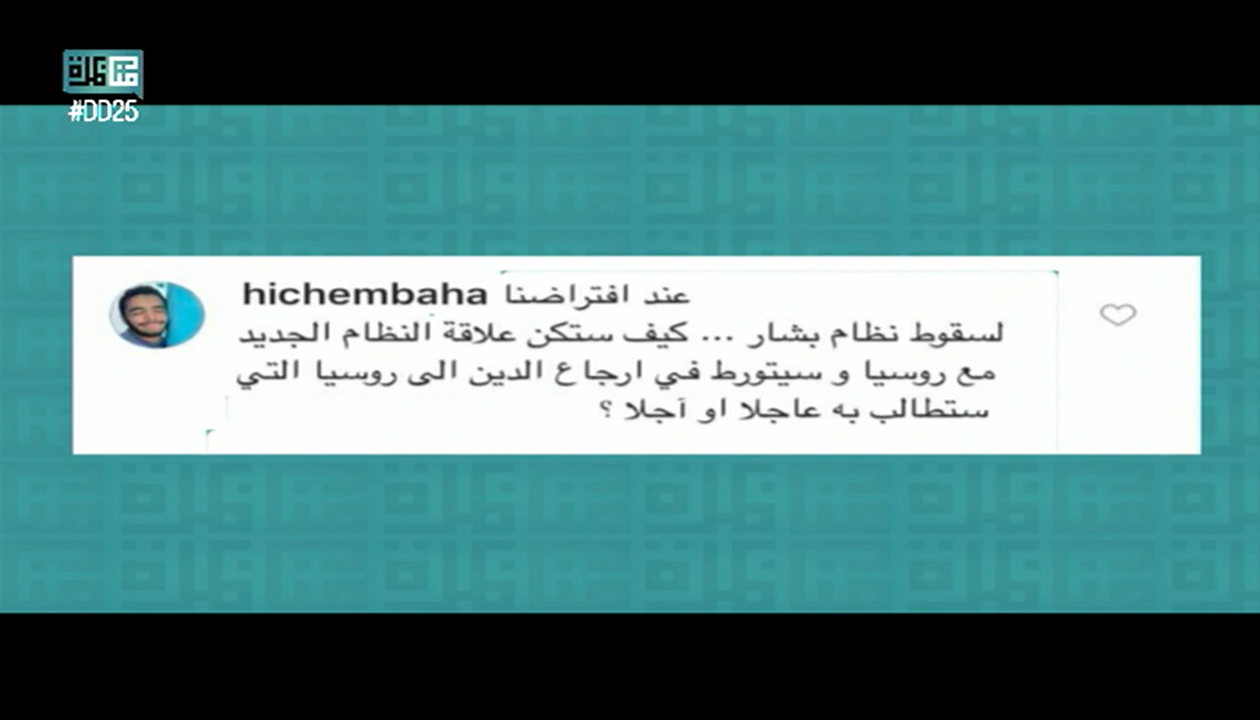 #DD25
hichembaha عند افتراضنا
لسقوط نظام بشار ... كيف ستكن علاقة النظام الجديد
مع روسيا و سيتورط في ارجاع الدين الى روسيا التي
ستطالب به عاجلا او آجلا ؟